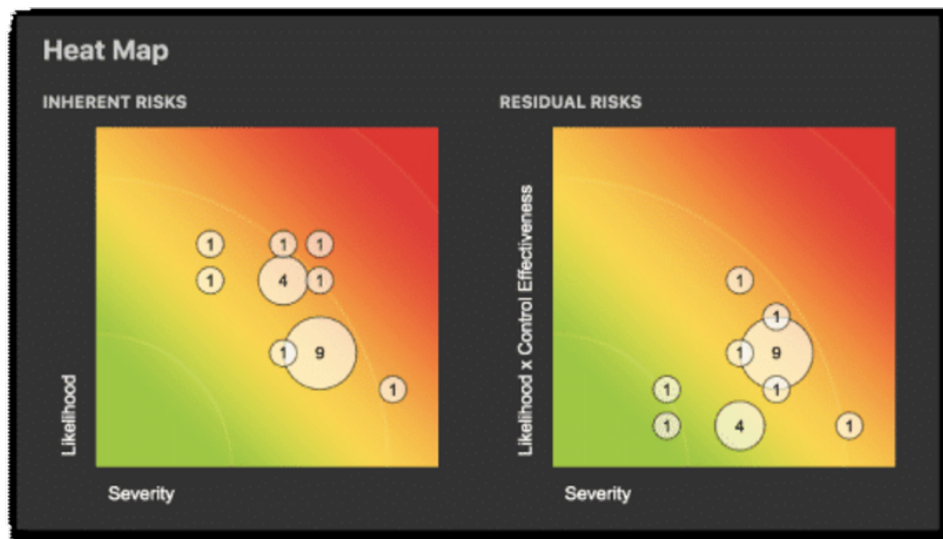 Heat Map
INHERENT RISKS
RESIDUAL RISKS
Likelihood
1
1
1
1
4
1
1
9
1
Severity
Likelihood x Control Effectiveness
1
1
1
9
1
1
1
4
1
Severity